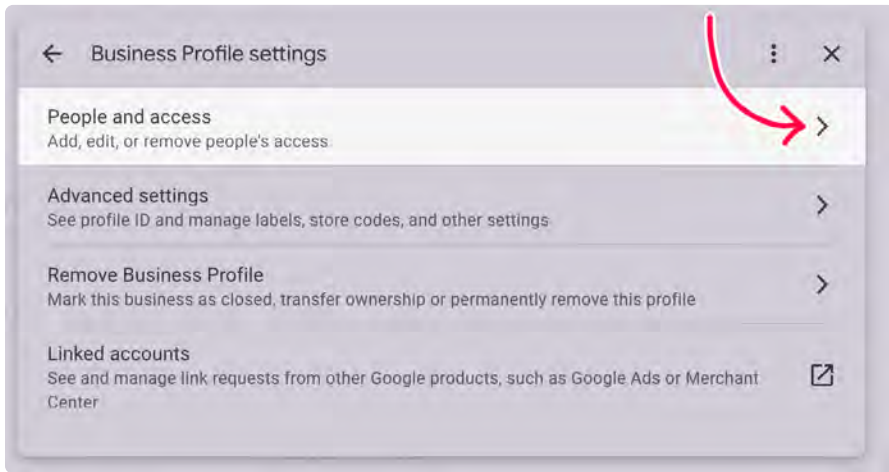 Business Profile settings
People and access
Add, edit, or remove people's access
Advanced settings
See profile ID and manage labels, store codes, and other settings
Remove Business Profile
Mark this business as closed, transfer ownership or permanently remove this profile
Linked accounts
See and manage link requests from other Google products, such as Google Ads or Merchant
Center